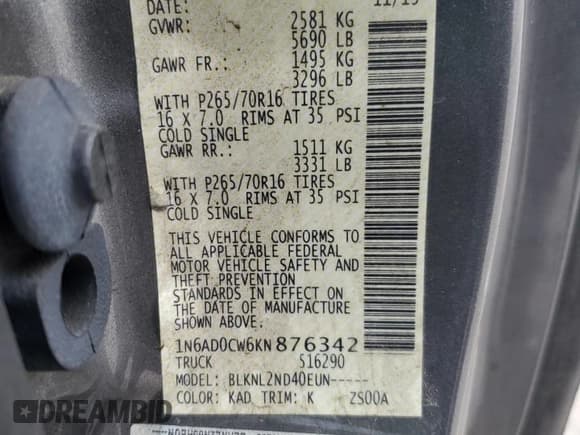 DATE: 11/19
GVWR: 2581 KG
5690 LB
GAWR FR.: 1495 KG
3296 LB
WITH P265/70R16 TIRES
16 X 7.0 RIMS AT 35 PSI
COLD SINGLE
GAWR RR.: 1511 KG
3331 LB
WITH P265/70R16 TIRES
16 X 7.0 RIMS AT 35 PSI
COLD SINGLE
THIS VEHICLE CONFORMS TO
ALL APPLICABLE FEDERAL
MOTOR VEHICLE SAFETY AND
THEFT PREVENTION
STANDARDS IN EFFECT ON
THE DATE OF MANUFACTURE
SHOWN ABOVE.
1N6AD0CW6KN876342
TRUCK 516290
MODEL: BLKNL2ND40EUN-----
COLOR: KAD TRIM: K ZS00A
DREAMBID